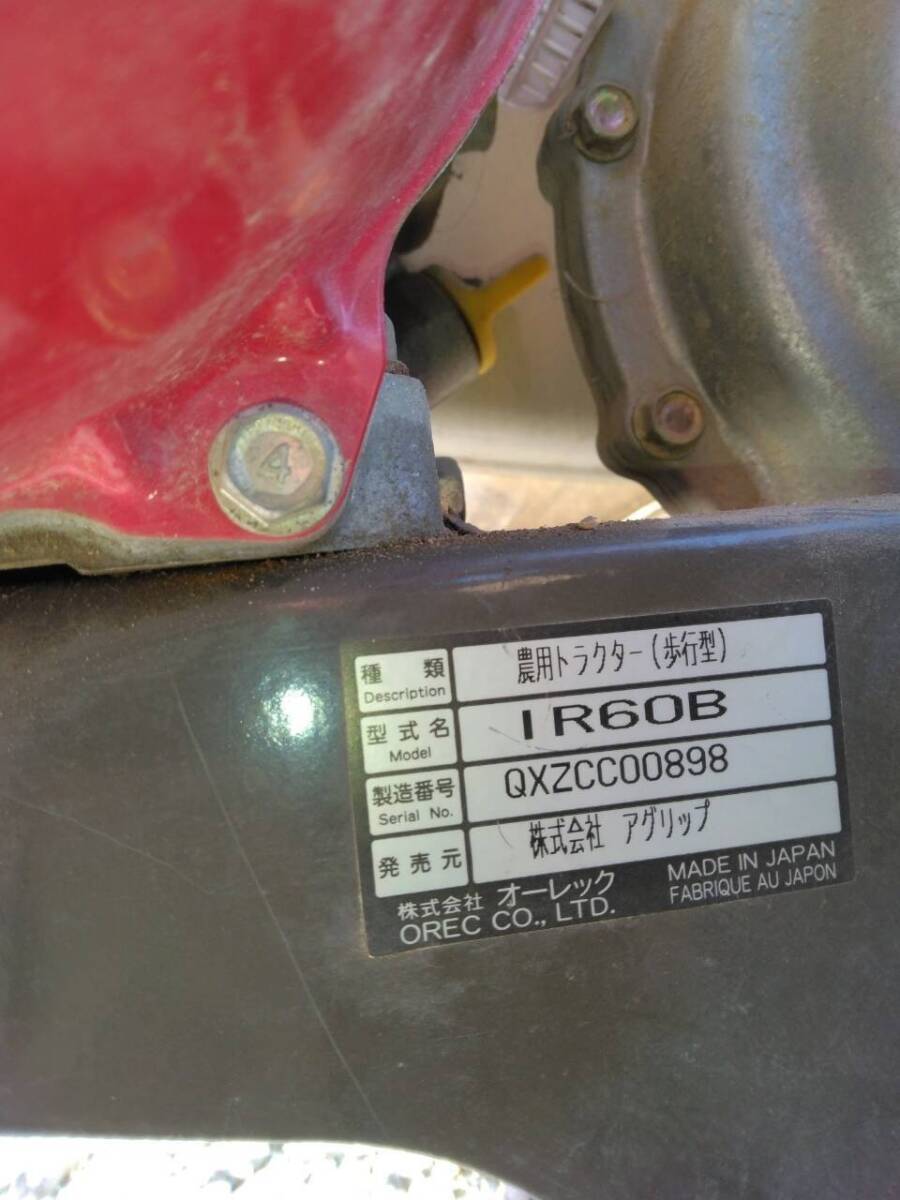 4
種類 農用トラクター(歩行型)
Description
型式名 IR60B
Model
製造番号 QXZCC00898
Serial No.
発売元 株式会社 アグリップ
株式会社 オーレック MADE IN JAPAN
OREC CO., LTD. FABRIQUE AU JAPON